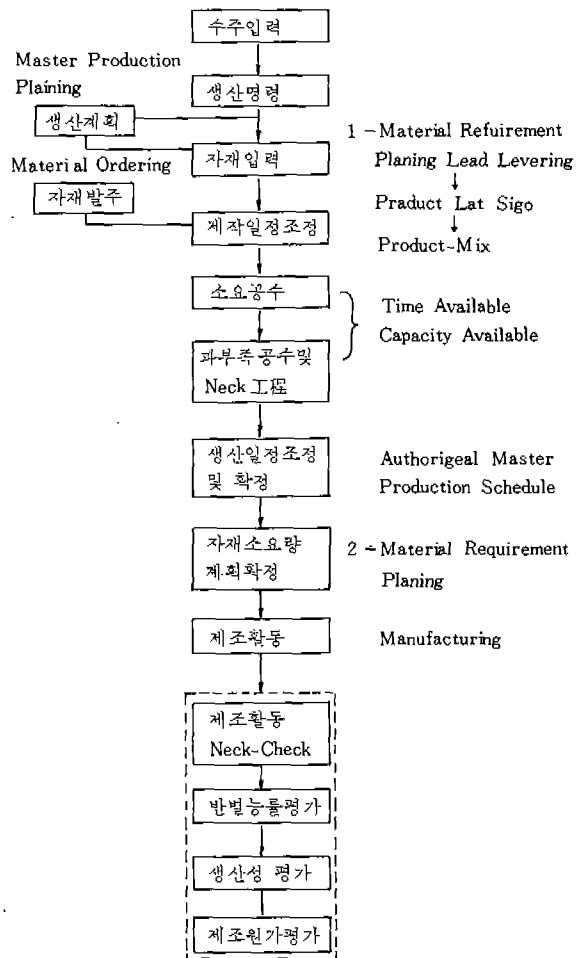 수주입력
Master Production
Plaining
생산명령
생산계획
1 - Material Refuirement
자재입력
Planing Lead Levering
Material Ordering
자재발주
Praduct Lat Sigo
제작일정조정
Product-Mix
소요공수
Time Available
Capacity Available
과부족공수및
Neck 工程
생산일정조정
및 확정
Authorigeal Master
Production Schedule
자재소요량
계획확정
2 - Material Requirement
Planing
제조활동
Manufacturing
제조활동
Neck-Check
반별능률평가
생산성 평가
제조원가평가